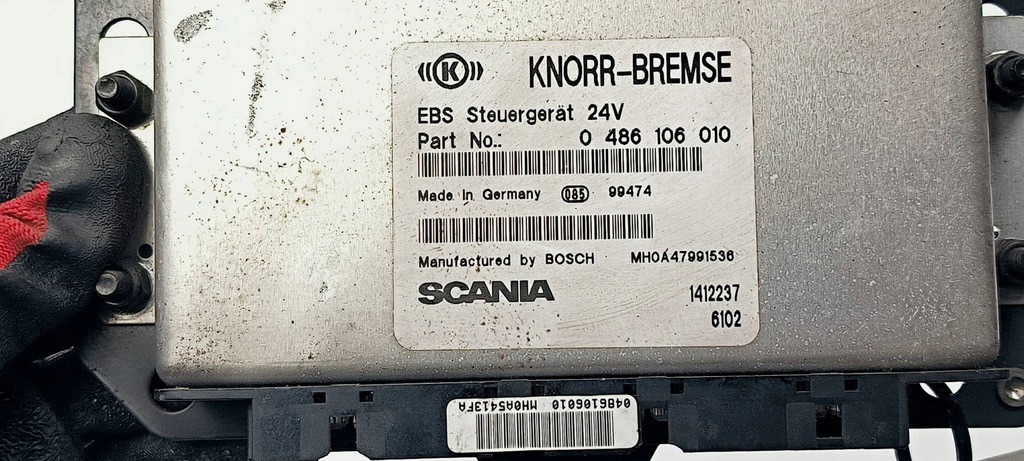 K KNORR-BREMSE
EBS Steuergerät 24V
Part No.: 0 486 106 010
Made in Germany 085 99474
Manufactured by BOSCH MH0A47991536
SCANIA 1412237
6102
0486106010 MH0A5413FA